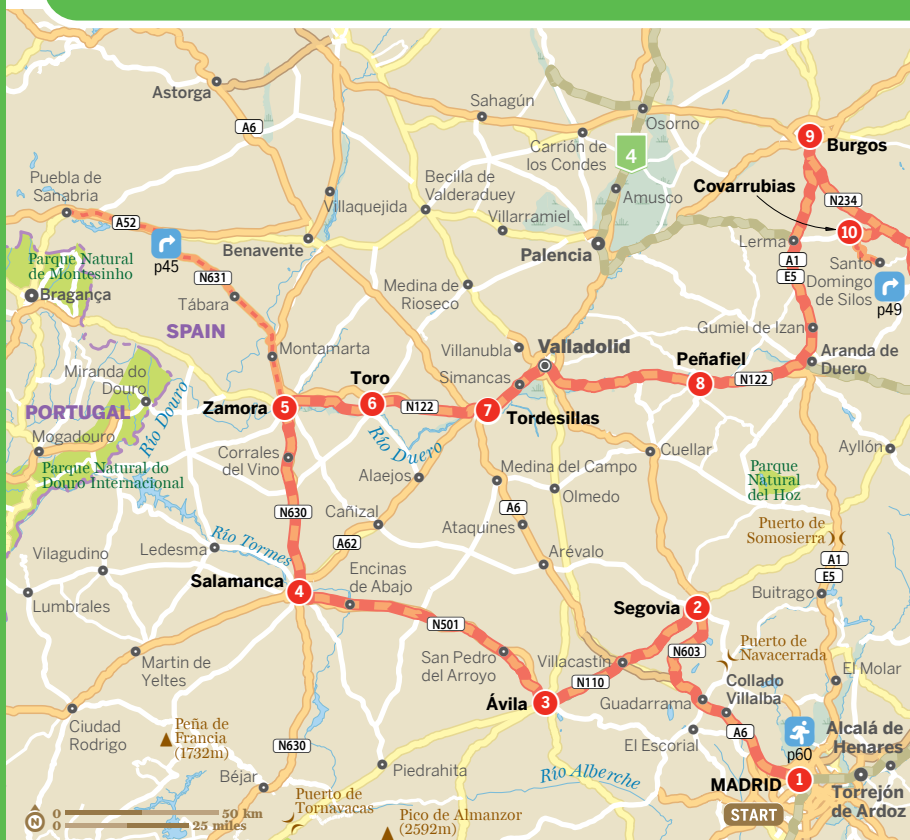 Astorga
A6
Sahagún
Osorno
Carrión de
los Condes
4
9
Burgos
Puebla de
Sanabria
Becilla de
Valderaduey
Covarrubias
N234
Villaquejida
Amusco
A52
Villarramiel
10
Benavente
Palencia
Lerma
p45
A1
E5
Santo
Domingo
de Silos
p49
Parque Natural
de Montesinho
N631
Bragança
Tábara
Medina de
Rioseco
SPAIN
Gumiel de Izan
Montamarta
Villanubla
Valladolid
Peñafiel
Aranda de
Duero
Miranda do
Douro
Toro
Simancas
8
N122
PORTUGAL
Zamora
5
6
N122
7
Tordesillas
Río Douro
Mogadouro
Río Duero
Corrales
del Vino
Cuellar
Ayllón
Parque Natural do
Douro Internacional
Alaejos
Medina del Campo
Parque
Natural
del Hoz
Olmedo
N630
Cañizal
A6
Ataquines
Puerto de
Somosierra
Río Tormes
A62
Vilagudino
Ledesma
Arévalo
A1
E5
Encinas
de Abajo
Salamanca
4
Buitrago
Lumbrales
Segovia
2
N501
Puerto de
Navacerrada
N603
Martin de
Yeltes
San Pedro
del Arroyo
Villacastín
El Molar
N110
Collado
Villalba
Ávila
3
Guadarrama
Ciudad
Rodrigo
Peña de
Francia
(1732m)
A6
p60
Alcalá de
Henares
El Escorial
N630
Piedrahita
Río Alberche
MADRID
1
Béjar
Torrejón
de Ardoz
START
Puerto de
Tornavacas
Pico de Almanzor
(2592m)
N
0 50 km
0 25 miles